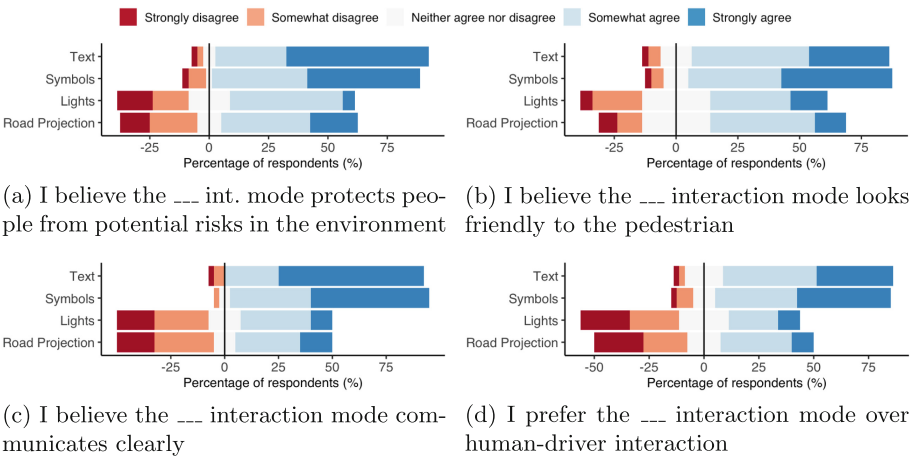 Strongly disagree Somewhat disagree Neither agree nor disagree Somewhat agree Strongly agree
Text
Symbols
Lights
Road Projection
-25 0 25 50 75
Percentage of respondents (%)
(a) I believe the ___ int. mode protects peo-
ple from potential risks in the environment
Text
Symbols
Lights
Road Projection
-25 0 25 50 75
Percentage of respondents (%)
(b) I believe the ___ interaction mode looks
friendly to the pedestrian
Text
Symbols
Lights
Road Projection
-25 0 25 50 75
Percentage of respondents (%)
(c) I believe the ___ interaction mode com-
municates clearly
Text
Symbols
Lights
Road Projection
-50 -25 0 25 50 75
Percentage of respondents (%)
(d) I prefer the ___ interaction mode over
human-driver interaction